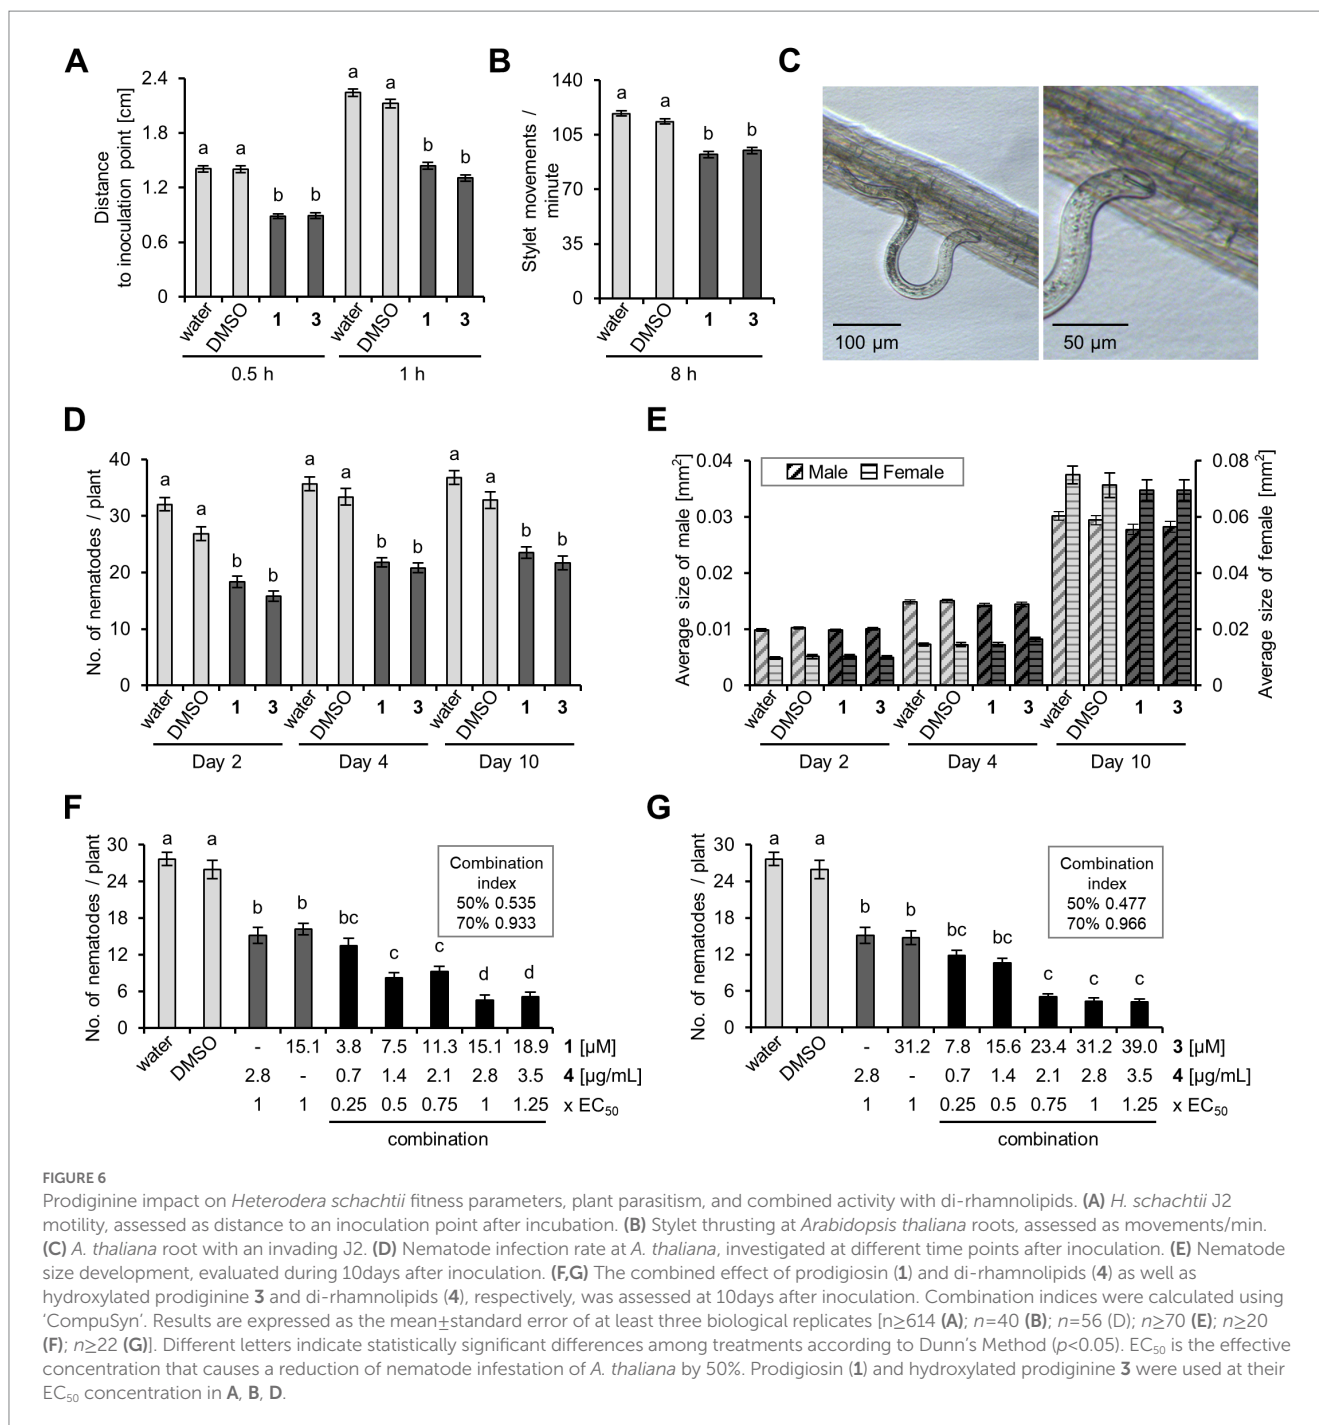 A
Distance
to inoculation point [cm]
2.4
1.8
1.2
0.6
0
a
a
b
b
a
a
b
b
water
DMSO
1
3
water
DMSO
1
3
0.5 h
1 h
B
Stylet movements /
minute
140
105
70
35
0
a
a
b
b
water
DMSO
1
3
8 h
C
100 µm
50 µm
D
No. of nematodes / plant
40
30
20
10
0
a
a
b
b
a
a
b
b
a
a
b
b
water
DMSO
1
3
water
DMSO
1
3
water
DMSO
1
3
Day 2
Day 4
Day 10
E
Average size of male [mm²]
0.04
0.03
0.02
0.01
0
Male
Female
0.08
0.06
0.04
0.02
0
Average size of female [mm²]
water
DMSO
1
3
water
DMSO
1
3
water
DMSO
1
3
Day 2
Day 4
Day 10
F
No. of nematodes / plant
30
24
18
12
6
0
a
a
b
b
bc
c
c
d
d
Combination
index
50% 0.535
70% 0.933
water
DMSO
- 15.1 3.8 7.5 11.3 15.1 18.9 1 [µM]
2.8 - 0.7 1.4 2.1 2.8 3.5 4 [µg/mL]
1 1 0.25 0.5 0.75 1 1.25 x EC₅₀
combination
G
No. of nematodes / plant
30
24
18
12
6
0
a
a
b
b
bc
bc
c
c
c
Combination
index
50% 0.477
70% 0.966
water
DMSO
- 31.2 7.8 15.6 23.4 31.2 39.0 3 [µM]
2.8 - 0.7 1.4 2.1 2.8 3.5 4 [µg/mL]
1 1 0.25 0.5 0.75 1 1.25 x EC₅₀
combination
FIGURE 6
Prodiginine impact on Heterodera schachtii fitness parameters, plant parasitism, and combined activity with di-rhamnolipids. (A) H. schachtii J2
motility, assessed as distance to an inoculation point after incubation. (B) Stylet thrusting at Arabidopsis thaliana roots, assessed as movements/min.
(C) A. thaliana root with an invading J2. (D) Nematode infection rate at A. thaliana, investigated at different time points after inoculation. (E) Nematode
size development, evaluated during 10days after inoculation. (F,G) The combined effect of prodigiosin (1) and di-rhamnolipids (4) as well as
hydroxylated prodiginine 3 and di-rhamnolipids (4), respectively, was assessed at 10days after inoculation. Combination indices were calculated using
‘CompuSyn’. Results are expressed as the mean±standard error of at least three biological replicates [n≥614 (A); n=40 (B); n=56 (D); n≥70 (E); n≥20
(F); n≥22 (G)]. Different letters indicate statistically significant differences among treatments according to Dunn’s Method (p<0.05). EC₅₀ is the effective
concentration that causes a reduction of nematode infestation of A. thaliana by 50%. Prodigiosin (1) and hydroxylated prodiginine 3 were used at their
EC₅₀ concentration in A, B, D.